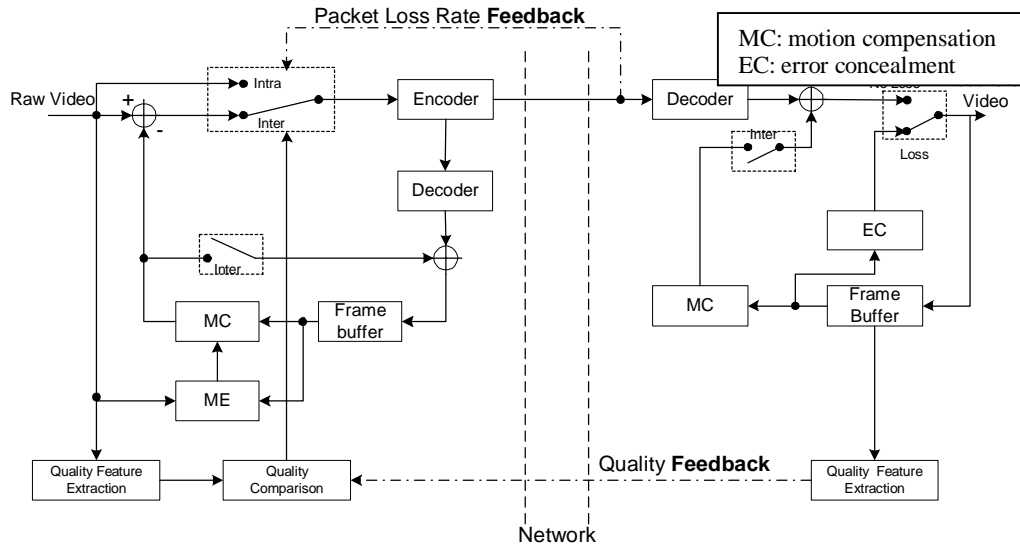 Packet Loss Rate Feedback
MC: motion compensation
EC: error concealment
Raw Video
+
-
Intra
Inter
Encoder
Decoder
Inter
Loss
Video
Decoder
Inter
EC
MC
Frame
buffer
MC
Frame
Buffer
ME
Quality Feature
Extraction
Quality
Comparison
Quality Feedback
Quality Feature
Extraction
Network